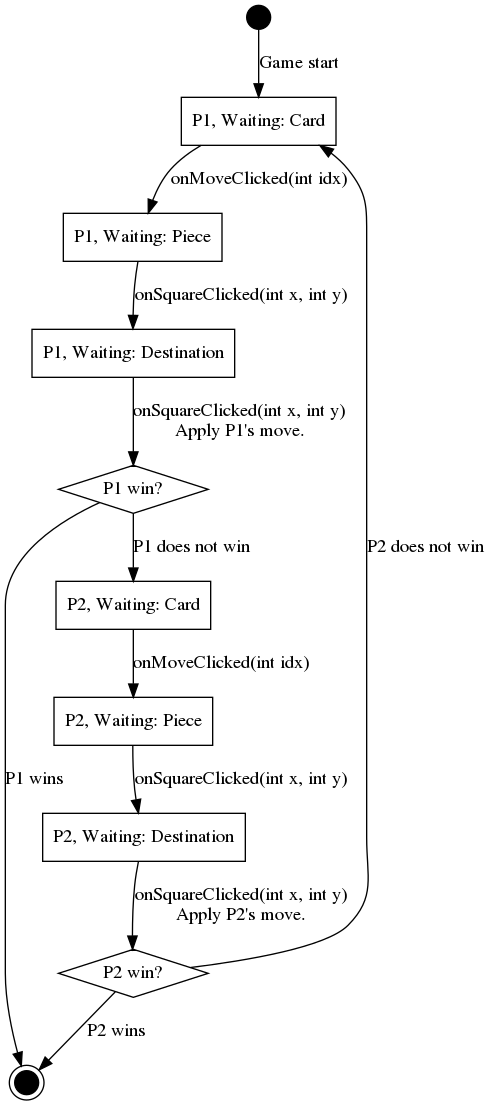 Game start
P1, Waiting: Card
onMoveClicked(int idx)
P1, Waiting: Piece
onSquareClicked(int x, int y)
P1, Waiting: Destination
onSquareClicked(int x, int y)
Apply P1's move.
P1 win?
P1 does not win
P2 does not win
P2, Waiting: Card
onMoveClicked(int idx)
P2, Waiting: Piece
P1 wins
onSquareClicked(int x, int y)
P2, Waiting: Destination
onSquareClicked(int x, int y)
Apply P2's move.
P2 win?
P2 wins